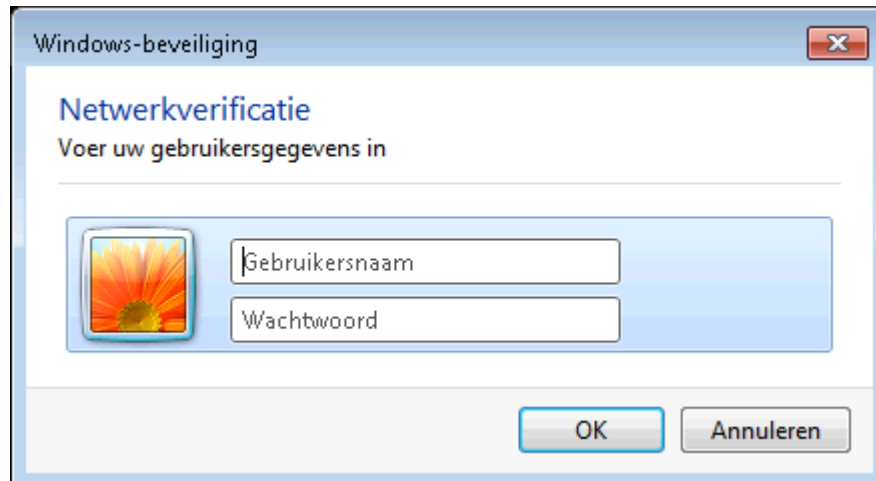 Windows-beveiliging
Netwerkverificatie
Voer uw gebruikersgegevens in
Gebruikersnaam
Wachtwoord
OK
Annuleren